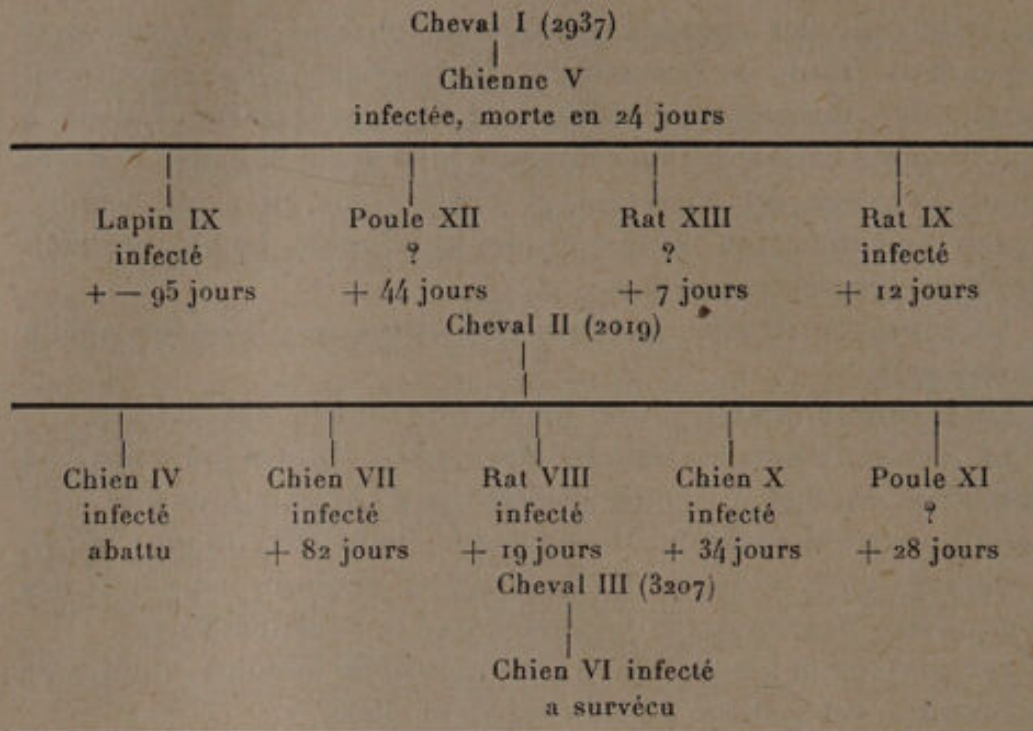 Cheval I (2937)
Chienne V
infectée, morte en 24 jours
Lapin IX Poule XII Rat XIII Rat IX
infecté ? ? infecté
+ — 95 jours + 44 jours + 7 jours + 12 jours
Cheval II (2019)
Chien IV Chien VII Rat VIII Chien X Poule XI
infecté infecté infecté infecté ?
abattu + 82 jours + 19 jours + 34 jours + 28 jours
Cheval III (3207)
Chien VI infecté
a survécu